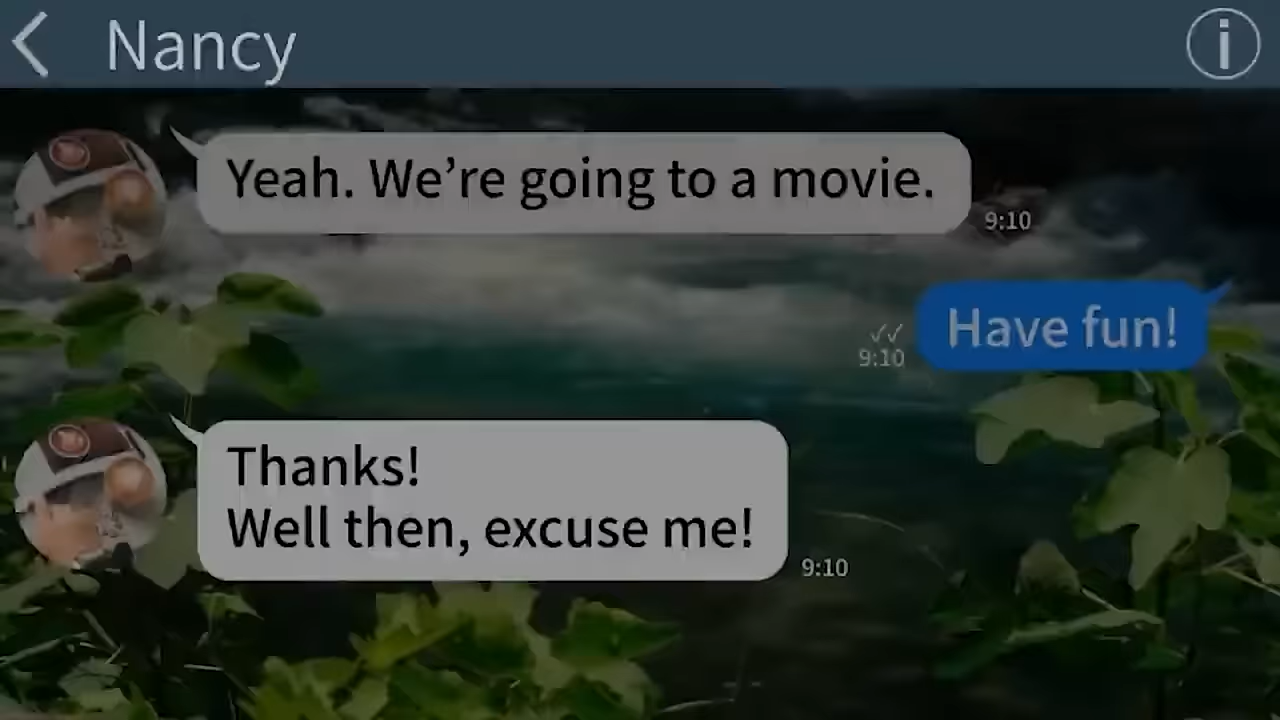 Nancy
Yeah. We’re going to a movie.
9:10
Have fun!
9:10
Thanks!
Well then, excuse me!
9:10